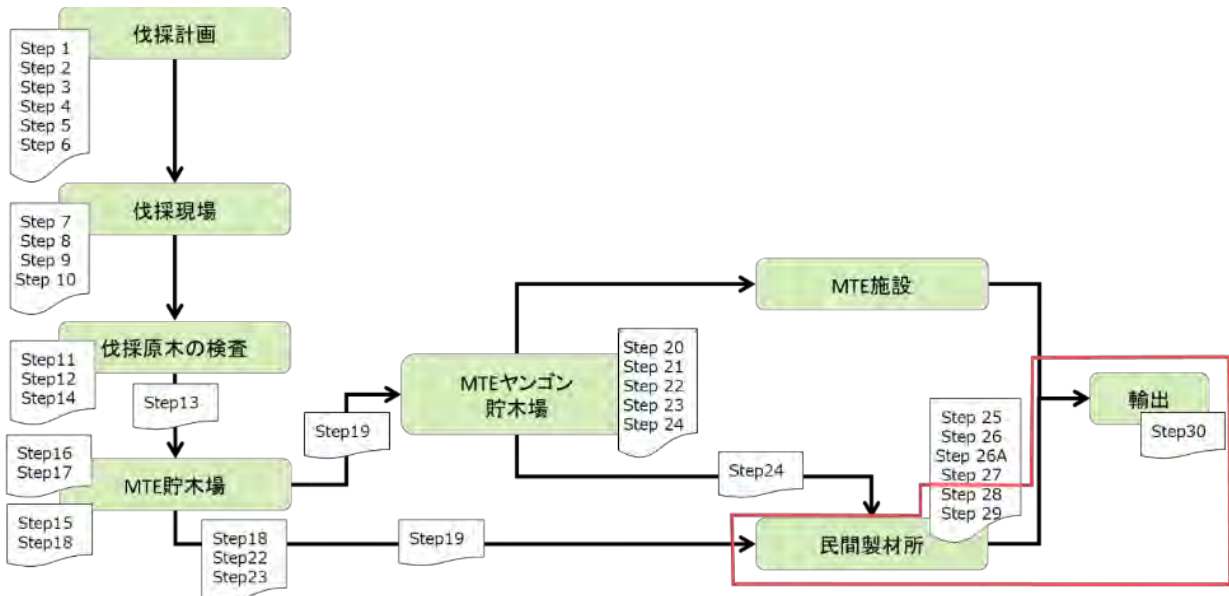 伐採計画
Step 1
Step 2
Step 3
Step 4
Step 5
Step 6
伐採現場
Step 7
Step 8
Step 9
Step 10
伐採原木の検査
Step11
Step12
Step14
Step13
Step16
Step17
MTE貯木場
Step15
Step18
Step18
Step22
Step23
Step19
Step19
MTEヤンゴン
貯木場
Step 20
Step 21
Step 22
Step 23
Step 24
Step24
MTE施設
民間製材所
Step 25
Step 26
Step 26A
Step 27
Step 28
Step 29
輸出
Step30